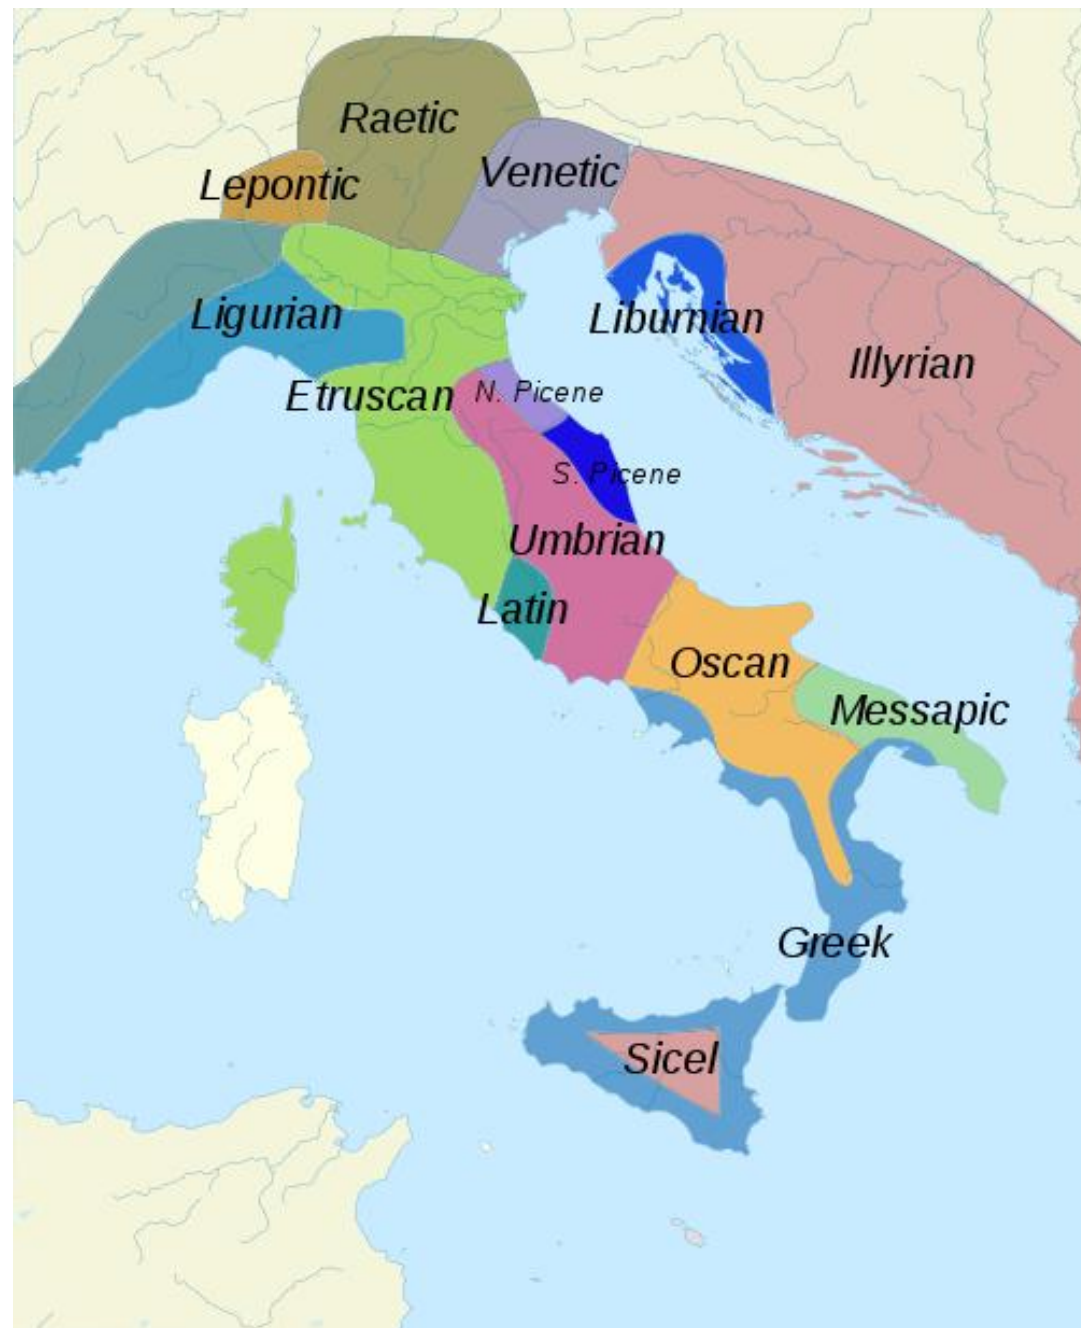 Raetic
Venetic
Lepontic
Ligurian
Liburnian
Illyrian
Etruscan
N. Picene
S. Picene
Umbrian
Latin
Oscan
Messapic
Greek
Sicel